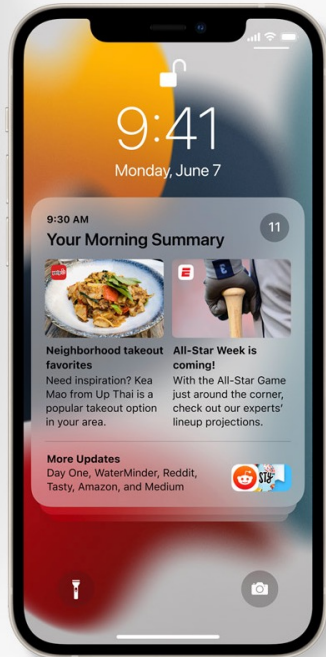 9:41
Monday, June 7
9:30 AM
11
Your Morning Summary
Neighborhood takeout
favorites
Need inspiration? Kea
Mao from Up Thai is a
popular takeout option
in your area.
All-Star Week is
coming!
With the All-Star Game
just around the corner,
check out our experts'
lineup projections.
More Updates
Day One, WaterMinder, Reddit,
Tasty, Amazon, and Medium